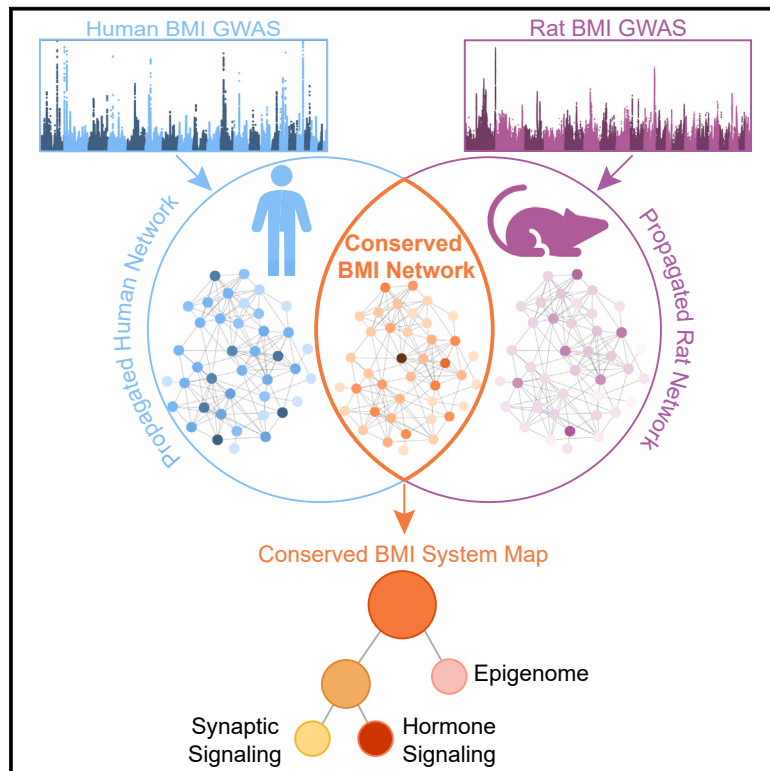 Human BMI GWAS
Rat BMI GWAS
Propagated Human Network
Conserved
BMI Network
Propagated Rat Network
Conserved BMI System Map
Epigenome
Synaptic
Signaling
Hormone
Signaling